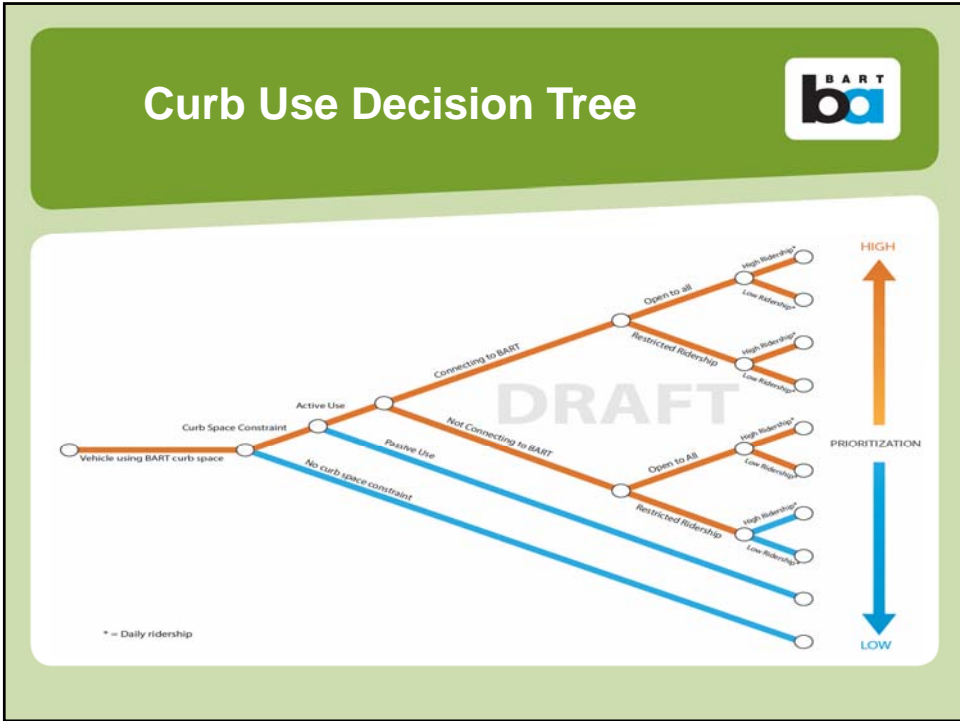 Curb Use Decision Tree
BART
ba
HIGH
High Ridership*
Open to all
Low Ridership*
Connecting to BART
Restricted Ridership
High Ridership*
Low Ridership*
DRAFT
Active Use
Curb Space Constraint
Vehicle using BART curb space
Not Connecting to BART
Passive Use
No curb space constraint
High Ridership*
Open to All
Low Ridership*
Restricted Ridership
High Ridership*
Low Ridership*
PRIORITIZATION
* = Daily ridership
LOW